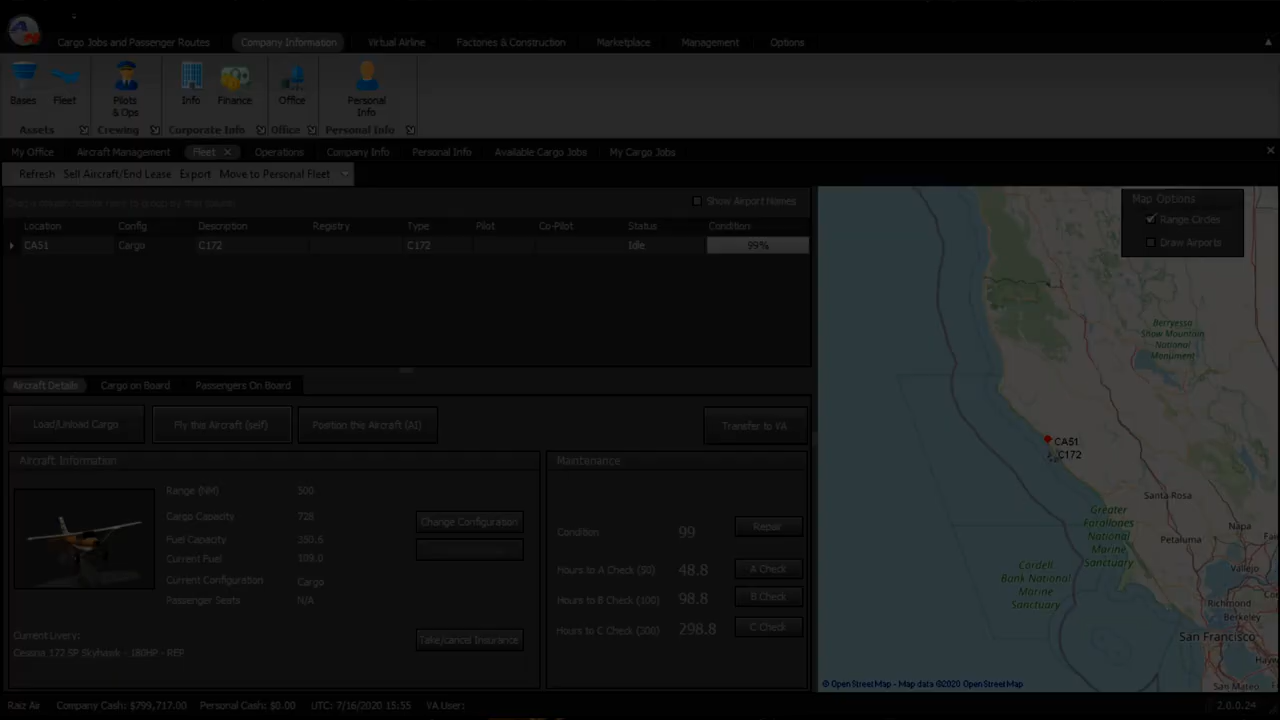 Cargo Jobs and Passenger Routes Company Information Virtual Airline Factories & Construction Marketplace Management Options
Bases Fleet Pilots & Ops Info Finance Office Personal Info
Assets Crewing Corporate Info Office Personal Info
My Office Aircraft Management Fleet X Operations Company Info Personal Info Available Cargo Jobs My Cargo Jobs
Refresh Sell Aircraft/End Lease Export Move to Personal Fleet
Show Airport Names
Location Config Description Registry Type Pilot Co-Pilot Status Condition
CA51 Cargo C172 C172 Idle 99%
Aircraft Details Cargo on Board Passengers On Board
Load/Unload Cargo Fly this Aircraft (self) Position this Aircraft (AI) Transfer to VA
Aircraft Information
Range (NM) 500
Cargo Capacity 728
Fuel Capacity 350.6
Current Fuel 109.0
Current Configuration Cargo
Passenger Seats N/A
Change Configuration
Current Livery:
Cessna 172 SP Skyhawk - 180HP - REP
Take/cancel Insurance
Maintenance
Condition 99 Repair
Hours to A Check (50) 48.8 A Check
Hours to B Check (100) 98.8 B Check
Hours to C Check (300) 298.8 C Check
Map Options
Range Circles
Draw Airports
Berryessa
Snow Mountain
National
Monument
CA51
C172
Santa Rosa
Greater
Farallones
National
Marine
Sanctuary
Petaluma
Napa
Vallejo
Cordell
Bank National
Marine
Sanctuary
Richmond
Berkeley
San Francisco
San Mateo
© OpenStreetMap - Map data ©2020 OpenStreetMap
Raiz Air Company Cash: $799,717.00 Personal Cash: $0.00 UTC: 7/16/2020 15:55 VA User: 2.0.0.24